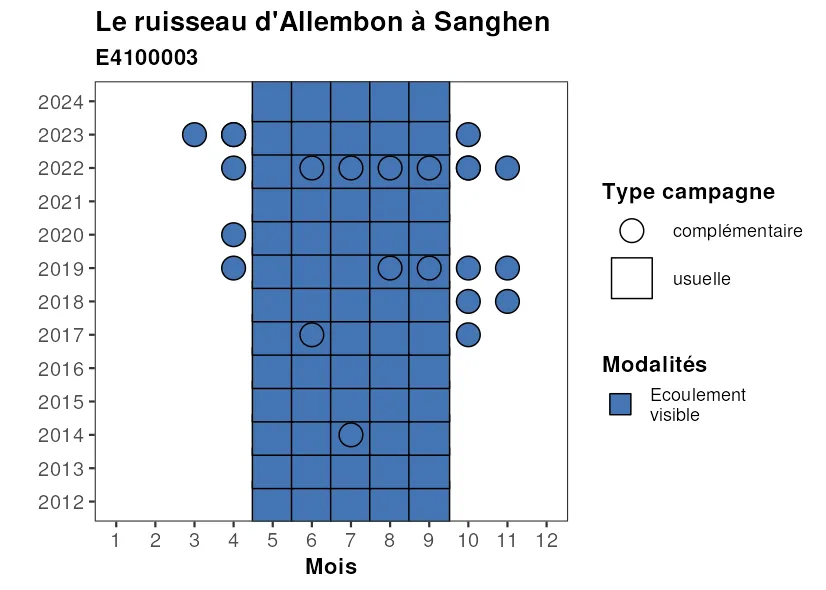 Le ruisseau d'Allembon à Sanghen
E4100003
2024
2023
2022
2021
2020
2019
2018
2017
2016
2015
2014
2013
2012
1 2 3 4 5 6 7 8 9 10 11 12
Mois
Type campagne
complémentaire
usuelle
Modalités
Ecoulement
visible